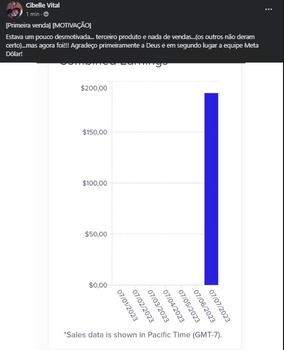 Cibelle Vital
1 min ·
[Primeira venda] [MOTIVAÇÃO]
Estava um pouco desmotivada... terceiro produto e nada de vendas...(os outros não deram
certo)...mas agora foi!!! Agradeço primeiramente a Deus e em segundo lugar a equipe Meta
Dólar!
Combined Earnings
$200,00
$150,00
$100,00
$50,00
$0,00
07/01/2023
07/02/2023
07/03/2023
07/04/2023
07/05/2023
07/06/2023
07/07/2023
*Sales data is shown in Pacific Time (GMT-7).